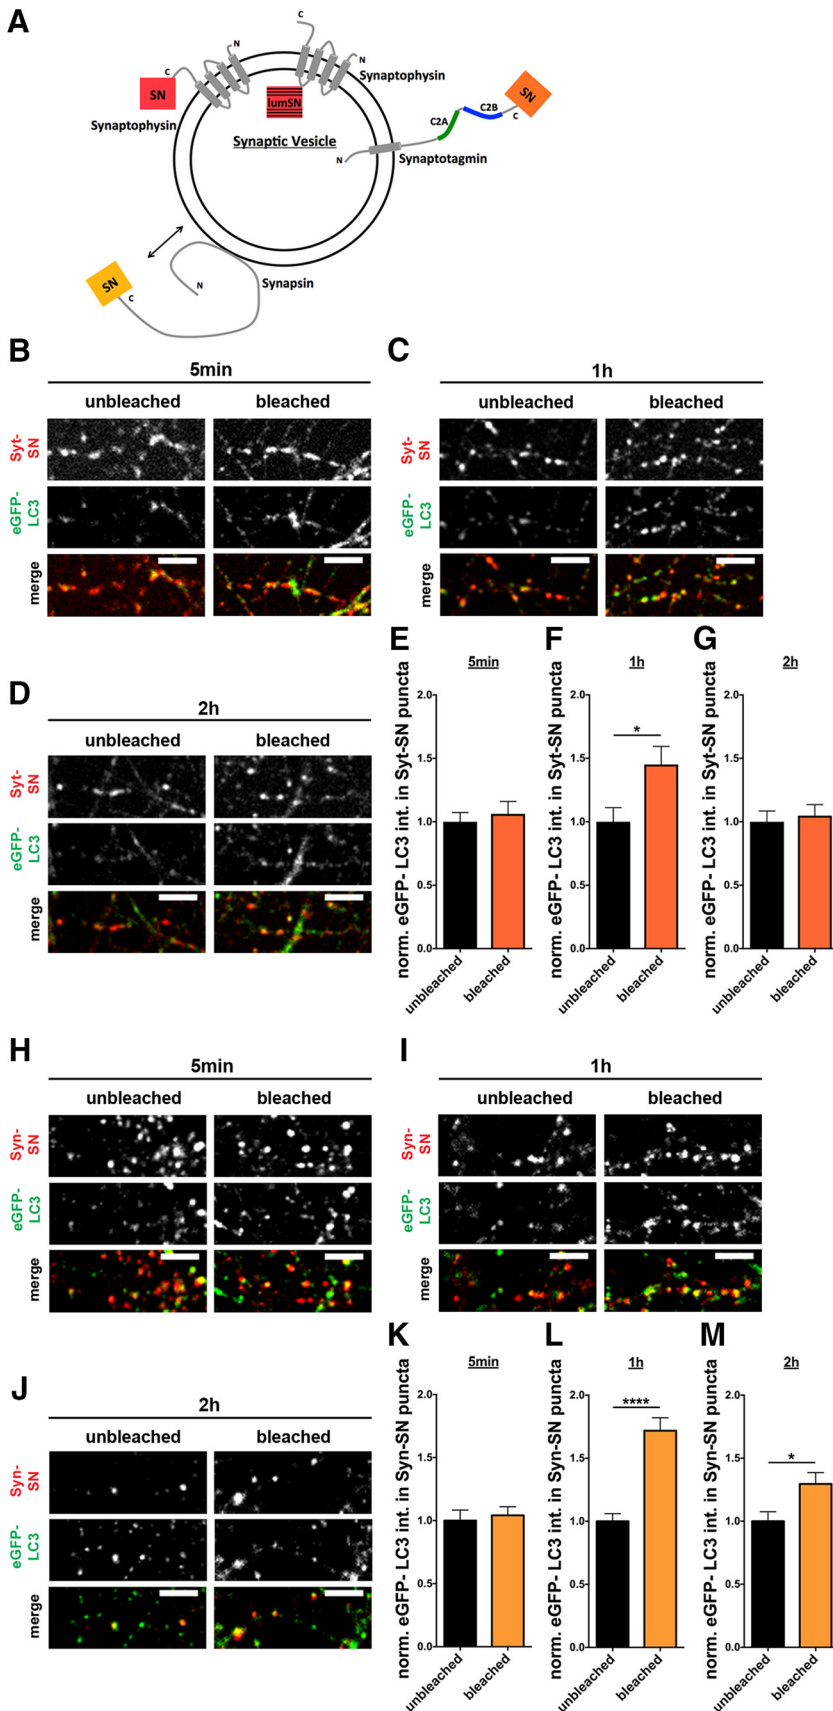 A
C
N
C
N
SN
lumSN
Synaptophysin
Synaptophysin
Synaptic Vesicle
C2A
C2B
C
SN
N
Synaptotagmin
SN
C
N
Synapsin
B
5min
unbleached
bleached
Syt-
SN
eGFP-
LC3
merge
C
1h
unbleached
bleached
Syt-
SN
eGFP-
LC3
merge
D
2h
unbleached
bleached
Syt-
SN
eGFP-
LC3
merge
E
5min
norm. eGFP- LC3 int. in Syt-SN puncta
2.0
1.5
1.0
0.5
0.0
unbleached
bleached
F
1h
norm. eGFP- LC3 int. in Syt-SN puncta
2.0
1.5
*
1.0
0.5
0.0
unbleached
bleached
G
2h
norm. eGFP- LC3 int. in Syt-SN puncta
2.0
1.5
1.0
0.5
0.0
unbleached
bleached
H
5min
unbleached
bleached
Syn-
SN
eGFP-
LC3
merge
I
1h
unbleached
bleached
Syn-
SN
eGFP-
LC3
merge
J
2h
unbleached
bleached
Syn-
SN
eGFP-
LC3
merge
K
5min
norm. eGFP- LC3 int. in Syn-SN puncta
2.0
1.5
1.0
0.5
0.0
unbleached
bleached
L
1h
norm. eGFP- LC3 int. in Syn-SN puncta
2.0
****
1.5
1.0
0.5
0.0
unbleached
bleached
M
2h
norm. eGFP- LC3 int. in Syn-SN puncta
2.0
1.5
*
1.0
0.5
0.0
unbleached
bleached